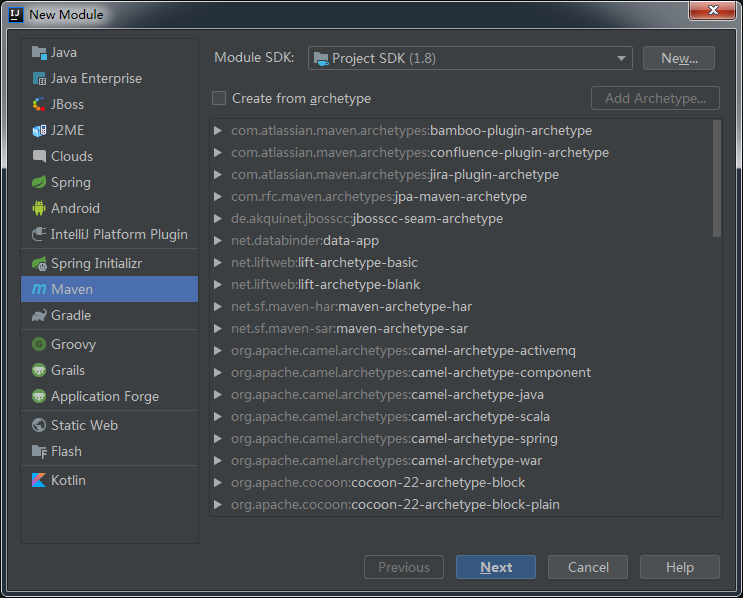 New Module
Java
Java Enterprise
JBoss
J2ME
Clouds
Spring
Android
IntelliJ Platform Plugin
Spring Initializr
Maven
Gradle
Groovy
Grails
Application Forge
Static Web
Flash
Kotlin
Module SDK: Project SDK (1.8) New...
Create from archetype Add Archetype...
com.atlassian.maven.archetypes:bamboo-plugin-archetype
com.atlassian.maven.archetypes:confluence-plugin-archetype
com.atlassian.maven.archetypes:jira-plugin-archetype
com.rfc.maven.archetypes:jpa-maven-archetype
de.akquinet.jbosscc:jbosscc-seam-archetype
net.databinder:data-app
net.liftweb:lift-archetype-basic
net.liftweb:lift-archetype-blank
net.sf.maven-har:maven-archetype-har
net.sf.maven-sar:maven-archetype-sar
org.apache.camel.archetypes:camel-archetype-activemq
org.apache.camel.archetypes:camel-archetype-component
org.apache.camel.archetypes:camel-archetype-java
org.apache.camel.archetypes:camel-archetype-scala
org.apache.camel.archetypes:camel-archetype-spring
org.apache.camel.archetypes:camel-archetype-war
org.apache.cocoon:cocoon-22-archetype-block
org.apache.cocoon:cocoon-22-archetype-block-plain
Previous Next Cancel Help